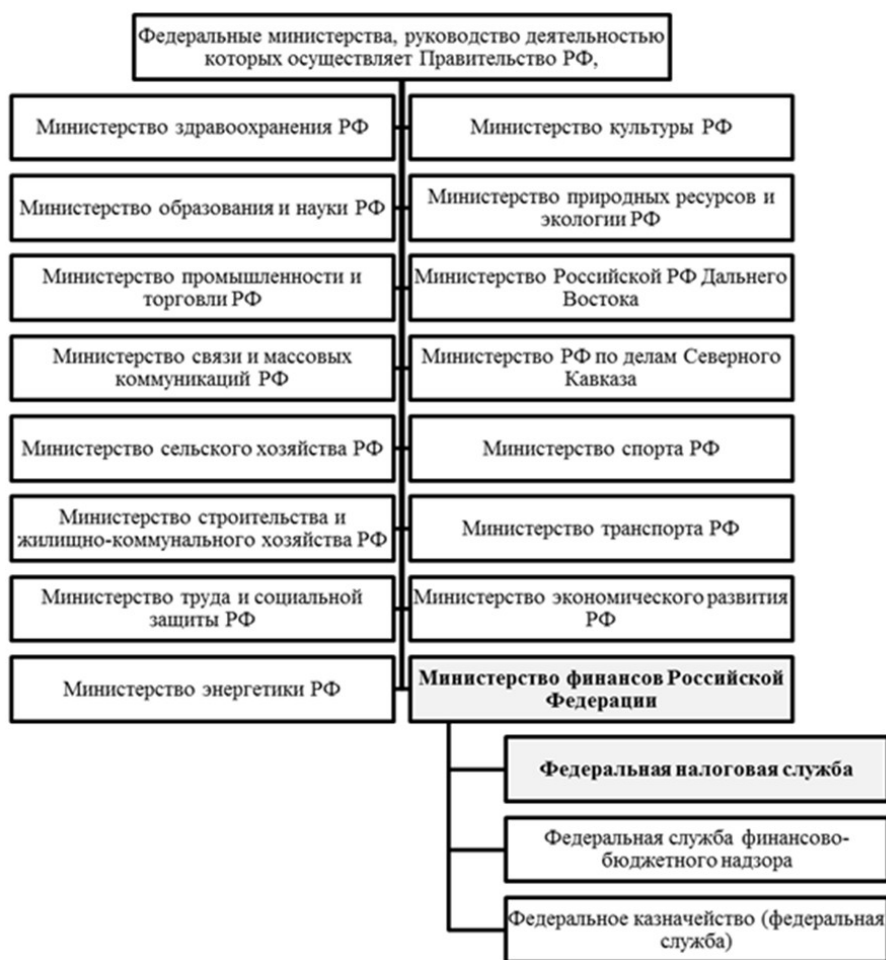 Федеральные министерства, руководство деятельностью
которых осуществляет Правительство РФ,
Министерство здравоохранения РФ
Министерство культуры РФ
Министерство образования и науки РФ
Министерство природных ресурсов и
экологии РФ
Министерство промышленности и
торговли РФ
Министерство Российской РФ Дальнего
Востока
Министерство связи и массовых
коммуникаций РФ
Министерство РФ по делам Северного
Кавказа
Министерство сельского хозяйства РФ
Министерство спорта РФ
Министерство строительства и
жилищно-коммунального хозяйства РФ
Министерство транспорта РФ
Министерство труда и социальной
защиты РФ
Министерство экономического развития
РФ
Министерство энергетики РФ
Министерство финансов Российской
Федерации
Федеральная налоговая служба
Федеральная служба финансово-
бюджетного надзора
Федеральное казначейство (федеральная
служба)